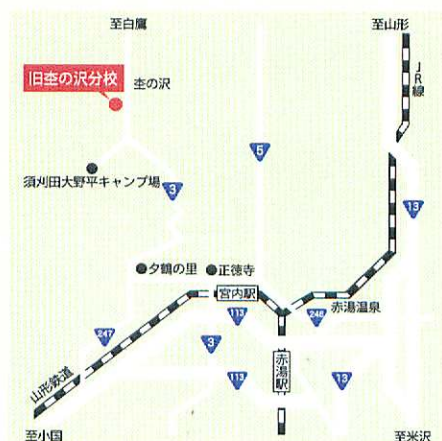 至白鷹
至山形
旧杢の沢分校
杢の沢
JR線
5
須刈田大野平キャンプ場
3
13
夕鶴の里
正徳寺
宮内駅
赤湯温泉
113
248
247
3
赤湯駅
山形鉄道
113
13
至小国
至米沢